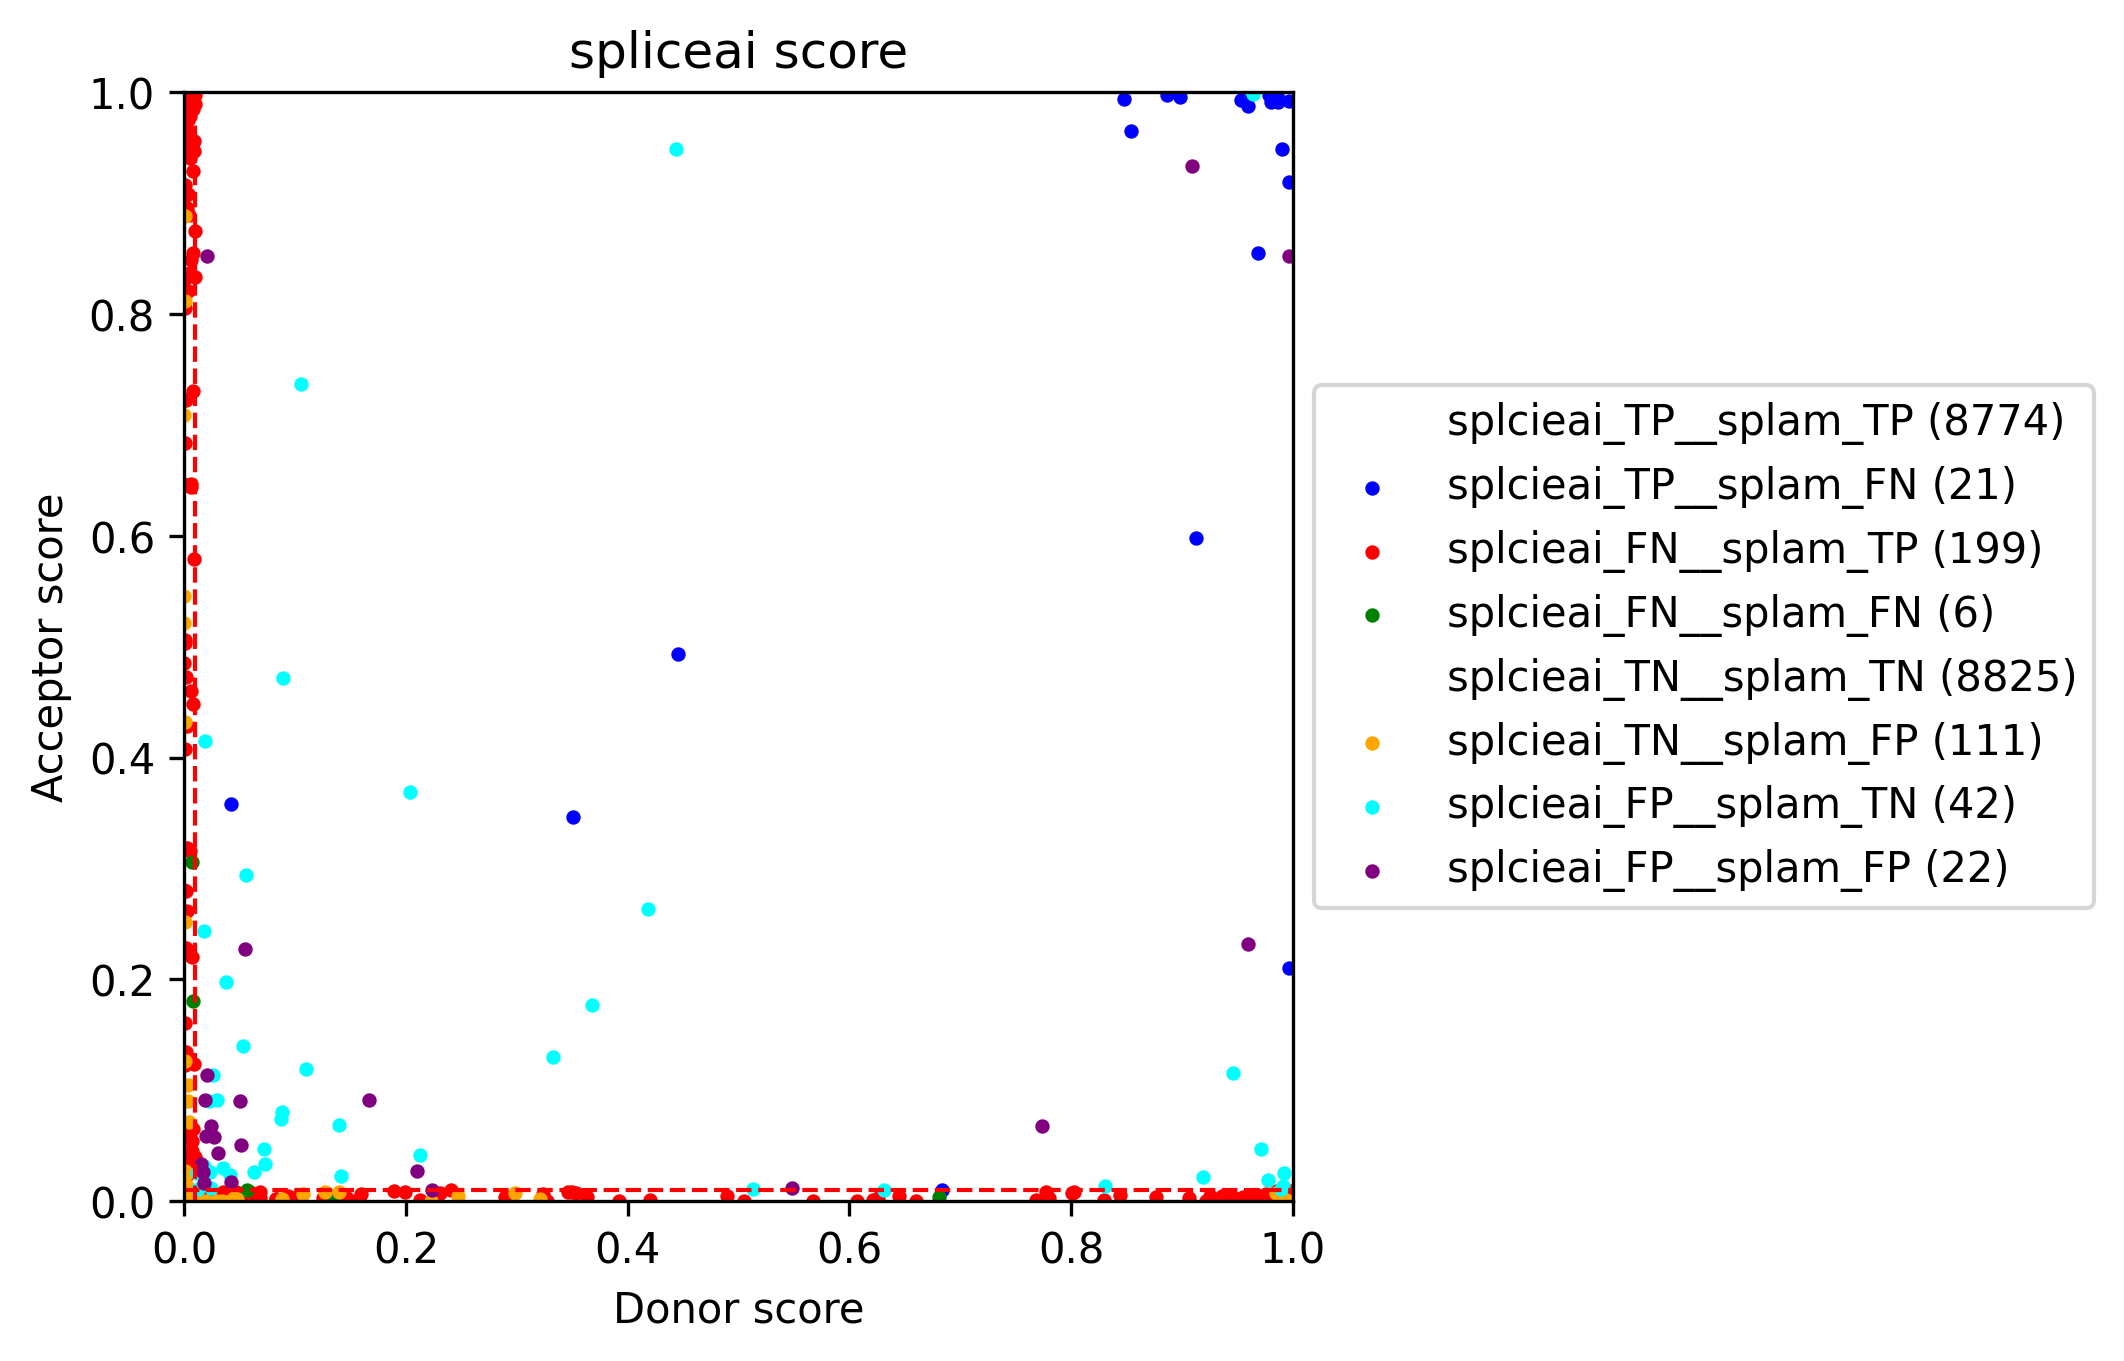 spliceai score
1.0
0.8
0.6
0.4
0.2
0.0
Acceptor score
0.0 0.2 0.4 0.6 0.8 1.0
Donor score
splcieai_TP__splam_TP (8774)
splcieai_TP__splam_FN (21)
splcieai_FN__splam_TP (199)
splcieai_FN__splam_FN (6)
splcieai_TN__splam_TN (8825)
splcieai_TN__splam_FP (111)
splcieai_FP__splam_TN (42)
splcieai_FP__splam_FP (22)